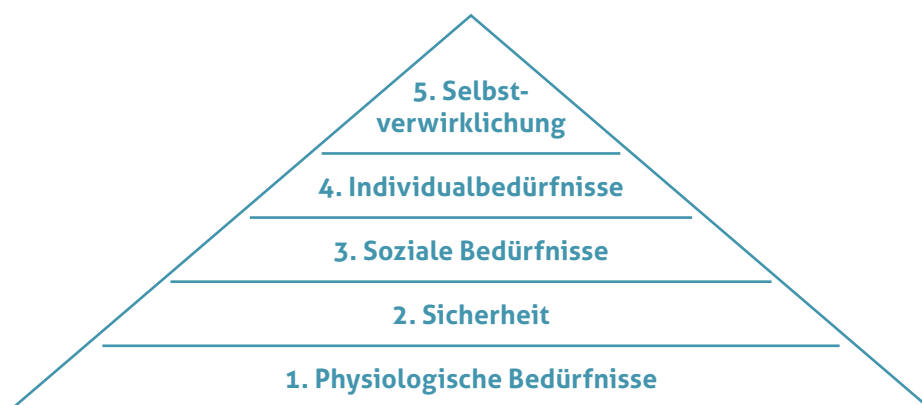 5. Selbst-
verwirklichung
4. Individualbedürfnisse
3. Soziale Bedürfnisse
2. Sicherheit
1. Physiologische Bedürfnisse